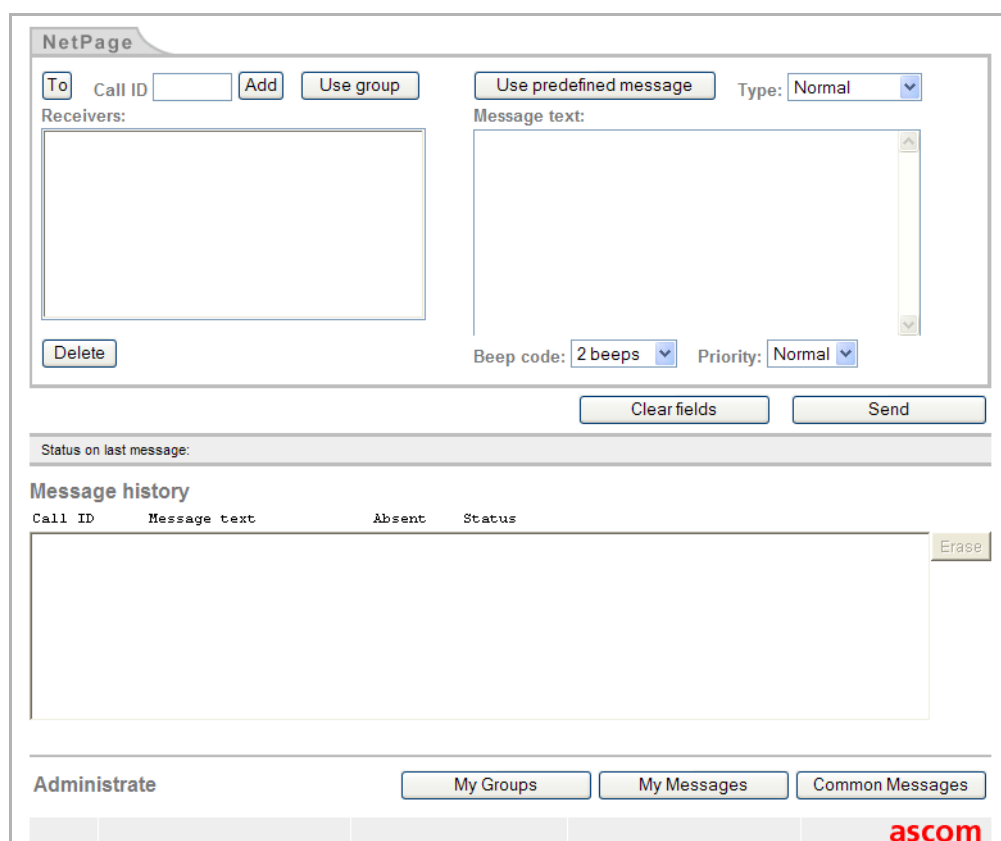 NetPage
To Call ID Add Use group Use predefined message Type: Normal
Receivers: Message text:
Delete Beep code: 2 beeps Priority: Normal
Clear fields Send
Status on last message:
Message history
Call ID Message text Absent Status
Erase
Administrate My Groups My Messages Common Messages
ascom